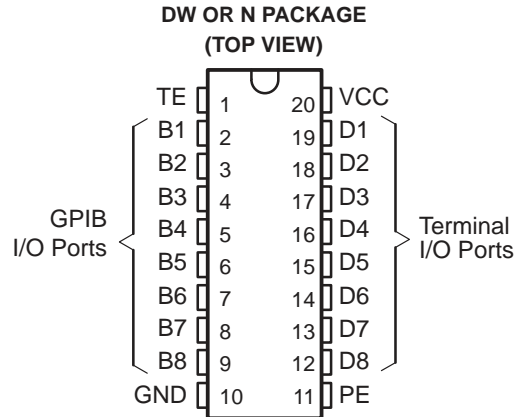 DW OR N PACKAGE
(TOP VIEW)
TE 1 20 VCC
B1 2 19 D1
B2 3 18 D2
B3 4 17 D3
B4 5 16 D4
B5 6 15 D5
B6 7 14 D6
B7 8 13 D7
B8 9 12 D8
GND 10 11 PE
GPIB
I/O Ports
Terminal
I/O Ports